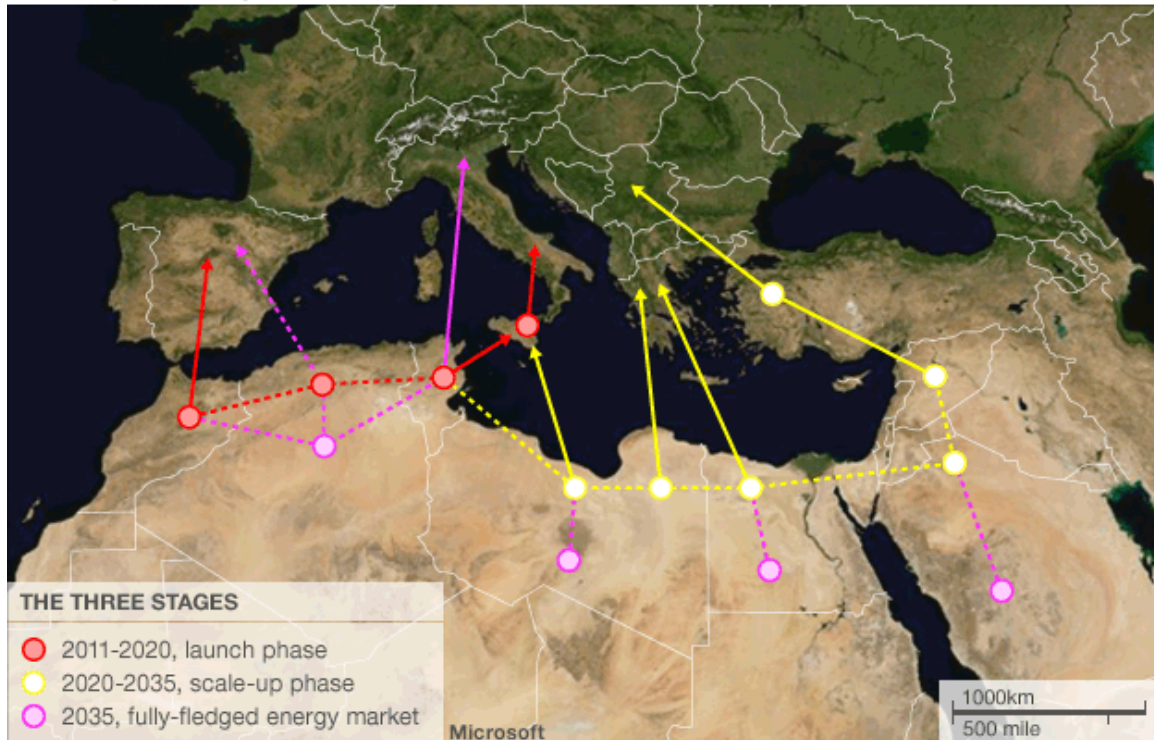 THE THREE STAGES
2011-2020, launch phase
2020-2035, scale-up phase
2035, fully-fledged energy market
Microsoft
1000km
500 mile